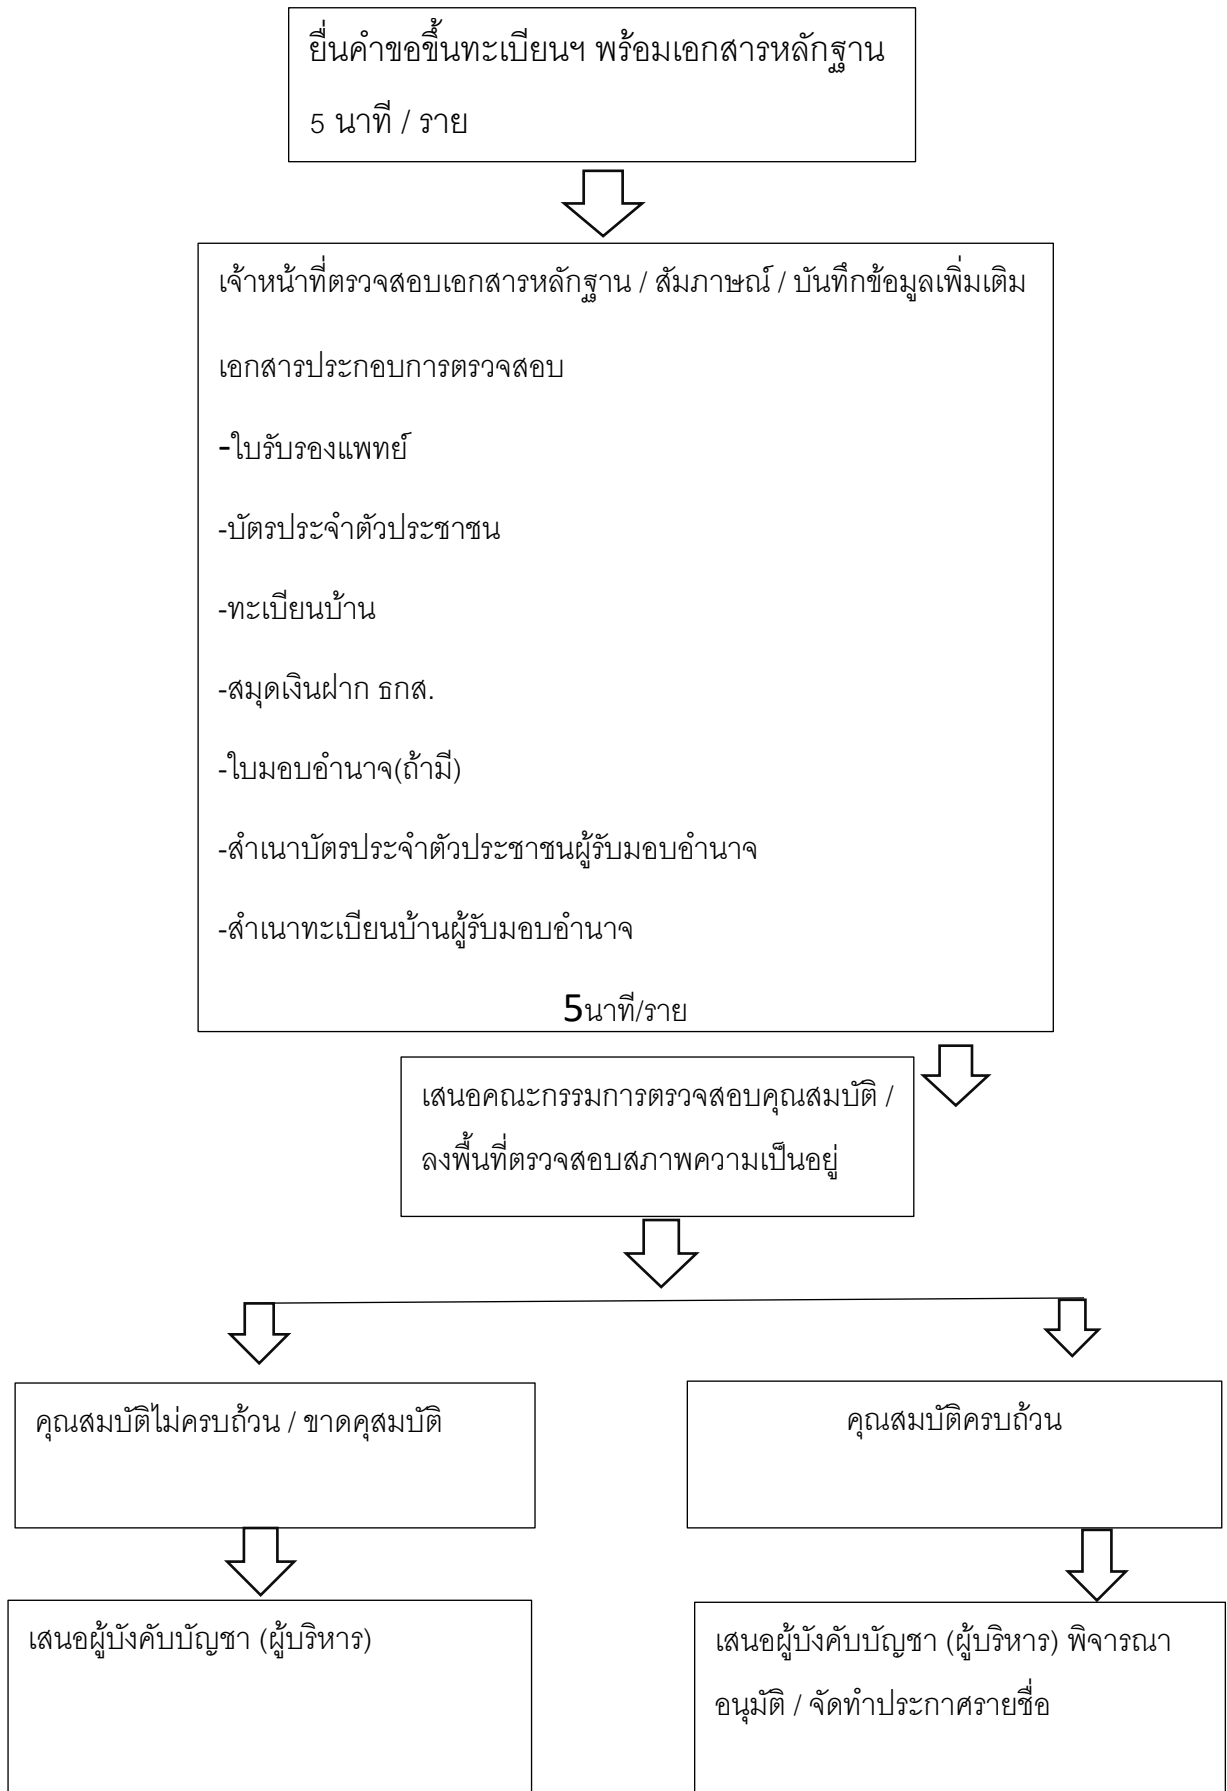 ยื่นคำขอขึ้นทะเบียนฯ พร้อมเอกสารหลักฐาน
5 นาที / ราย
เจ้าหน้าที่ตรวจสอบเอกสารหลักฐาน / สัมภาษณ์ / บันทึกข้อมูลเพิ่มเติม
เอกสารประกอบการตรวจสอบ
-ใบรับรองแพทย์
-บัตรประจำตัวประชาชน
-ทะเบียนบ้าน
-สมุดเงินฝาก ธกส.
-ใบมอบอำนาจ(ถ้ามี)
-สำเนาบัตรประจำตัวประชาชนผู้รับมอบอำนาจ
-สำเนาทะเบียนบ้านผู้รับมอบอำนาจ
5นาที/ราย
เสนอคณะกรรมการตรวจสอบคุณสมบัติ /
ลงพื้นที่ตรวจสอบสภาพความเป็นอยู่
คุณสมบัติไม่ครบถ้วน / ขาดคุสมบัติ
คุณสมบัติครบถ้วน
เสนอผู้บังคับบัญชา (ผู้บริหาร)
เสนอผู้บังคับบัญชา (ผู้บริหาร) พิจารณา
อนุมัติ / จัดทำประกาศรายชื่อ